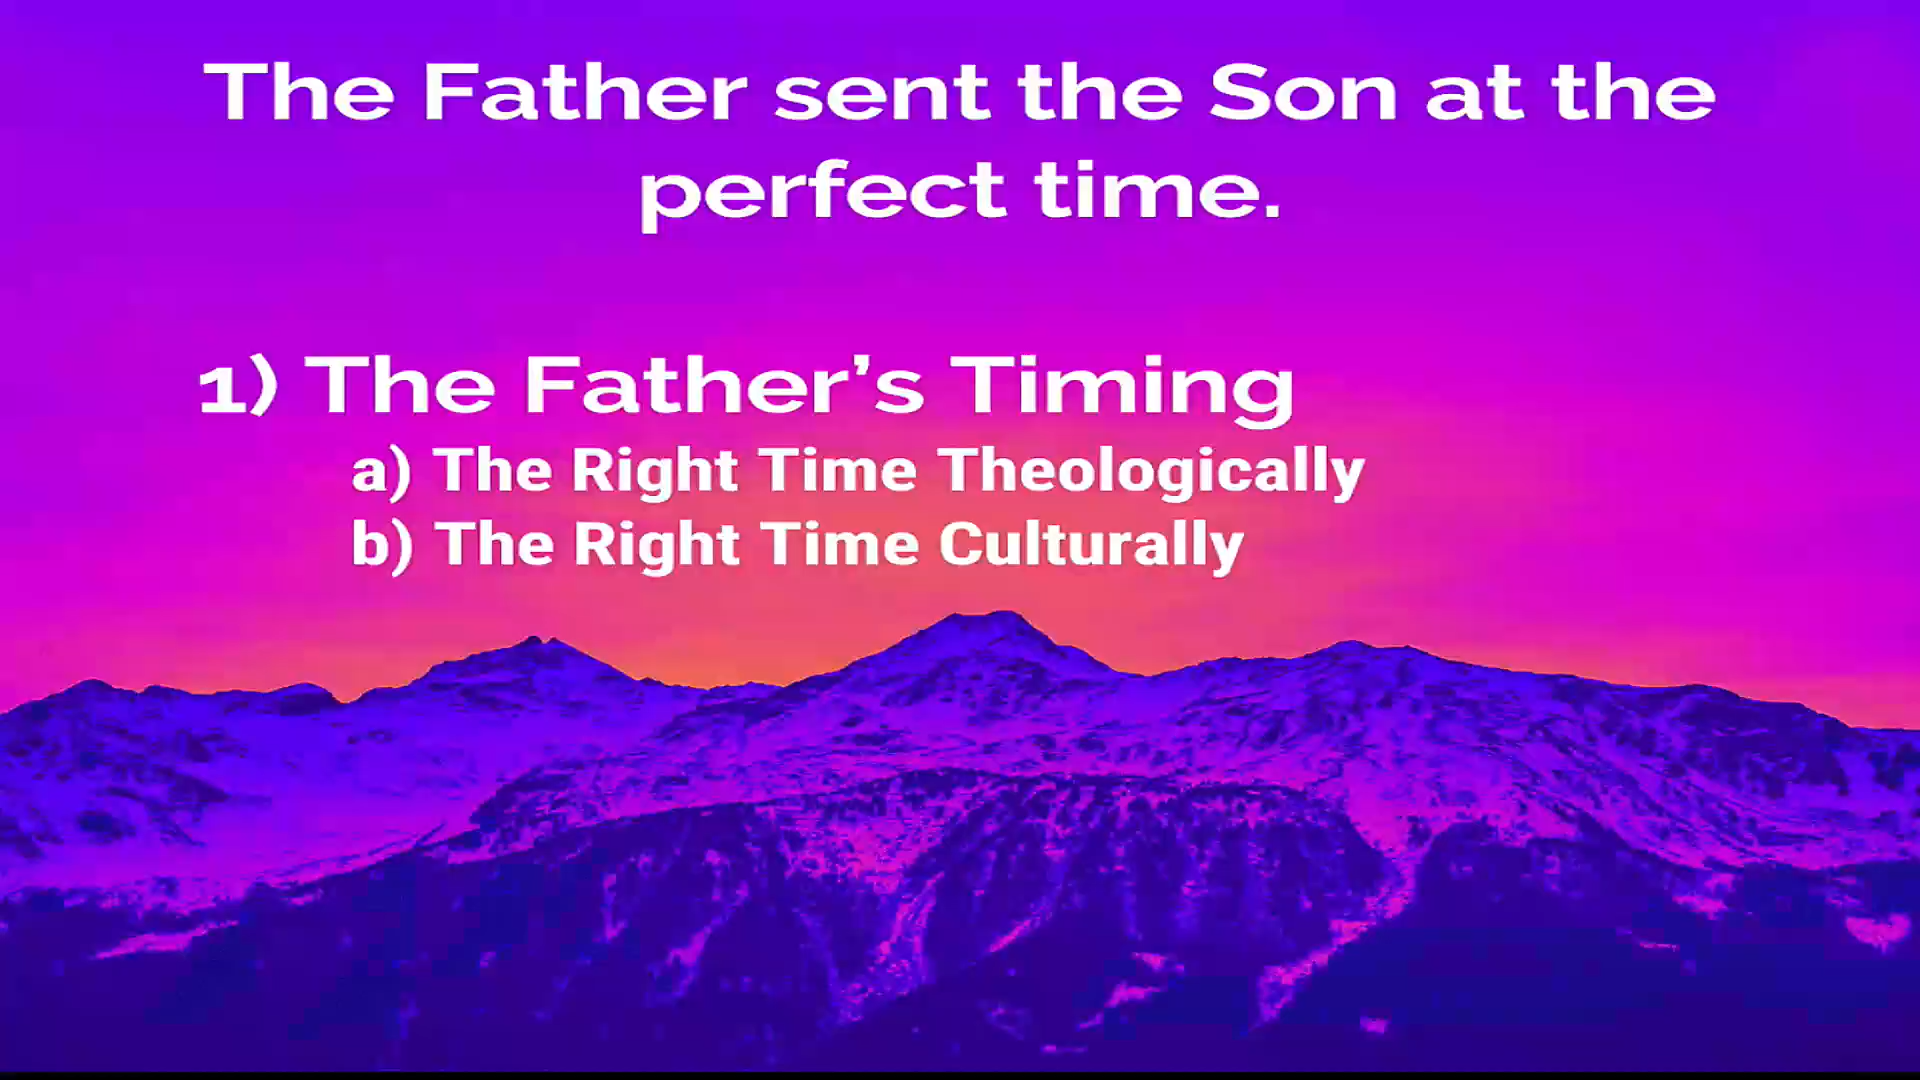 The Father sent the Son at the
perfect time.
1) The Father’s Timing
a) The Right Time Theologically
b) The Right Time Culturally